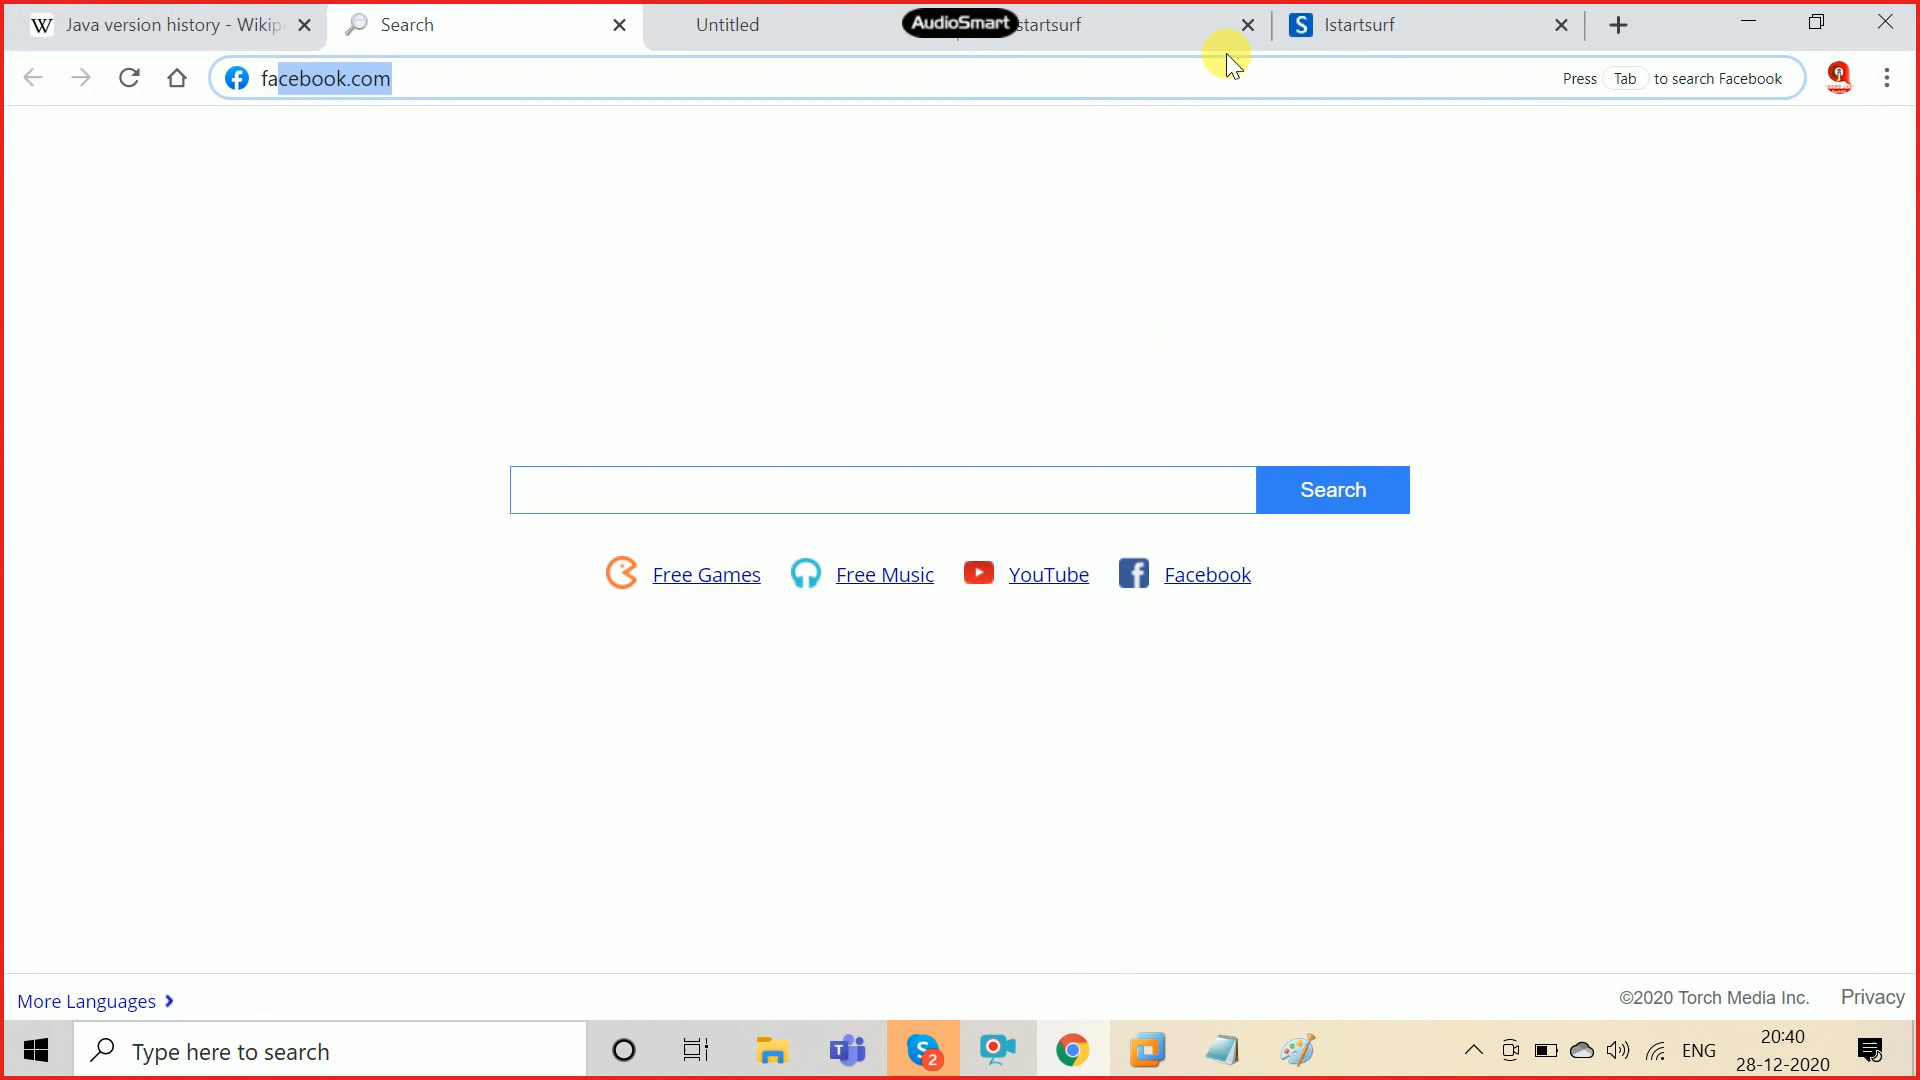 Java version history - Wikip
Search
Untitled
AudioSmart
startsurf
Istartsurf
facebook.com
Press Tab to search Facebook
Search
Free Games
Free Music
YouTube
Facebook
More Languages
©2020 Torch Media Inc.
Privacy
Type here to search
2
ENG
20:40
28-12-2020